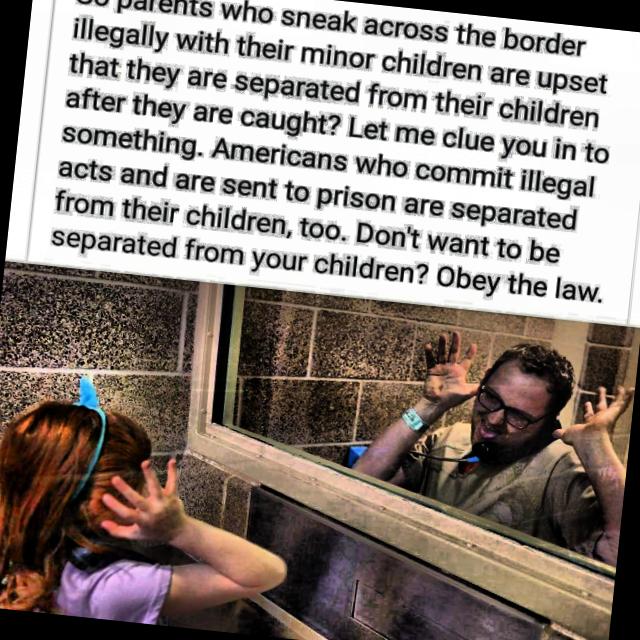 So parents who sneak across the border
illegally with their minor children are upset
that they are separated from their children
after they are caught? Let me clue you in to
something. Americans who commit illegal
acts and are sent to prison are separated
from their children, too. Don't want to be
separated from your children? Obey the law.